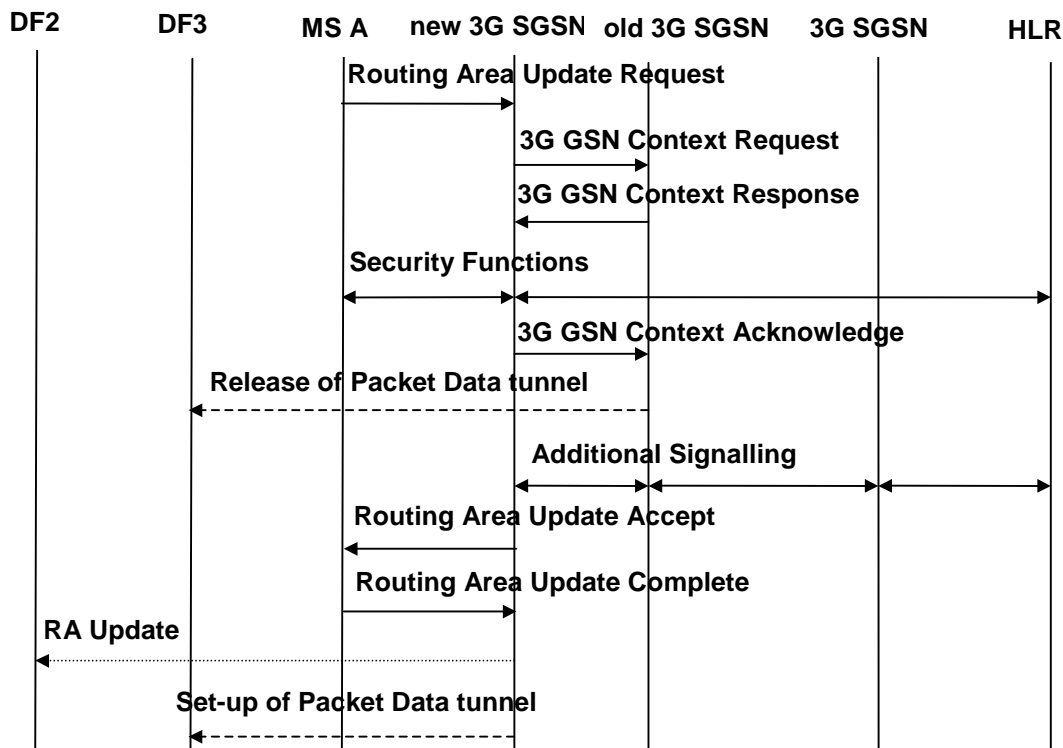 DF2 DF3 MS A new 3G SGSN old 3G SGSN 3G SGSN HLR
Routing Area Update Request
3G GSN Context Request
3G GSN Context Response
Security Functions
3G GSN Context Acknowledge
Release of Packet Data tunnel
Additional Signalling
Routing Area Update Accept
Routing Area Update Complete
RA Update
Set-up of Packet Data tunnel